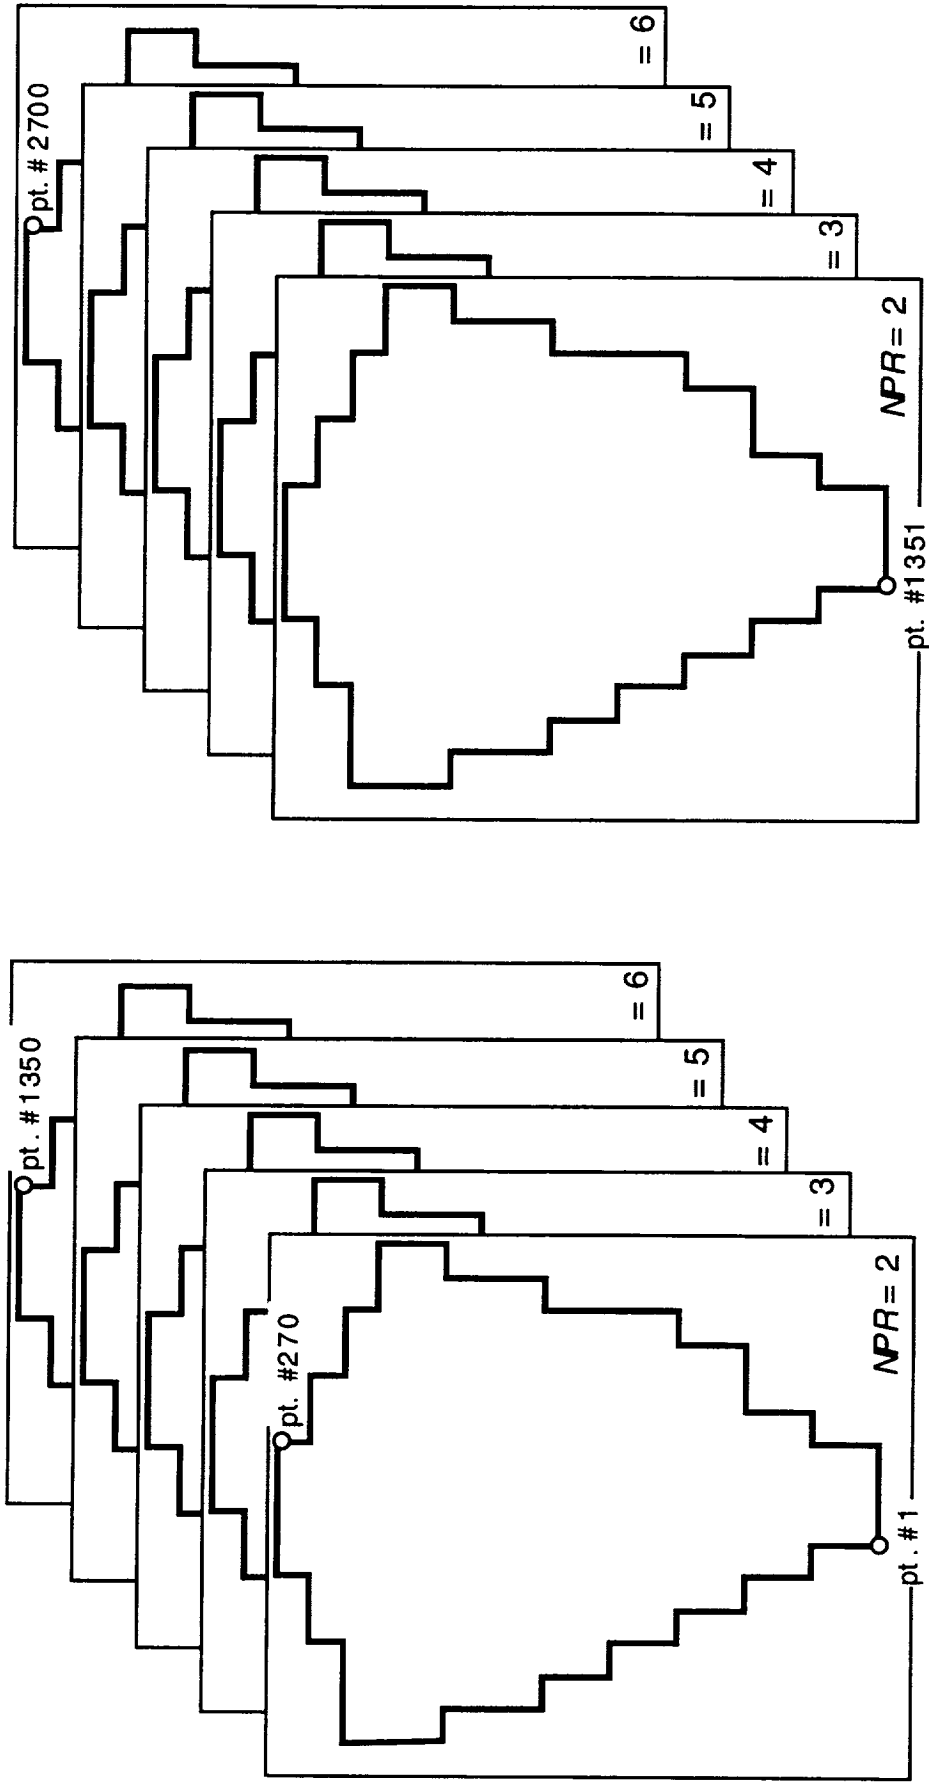 pt. # 2700
= 6
= 5
= 4
= 3
NPR = 2
pt. #1351
pt. #1350
= 6
= 5
= 4
= 3
pt. #270
NPR = 2
pt. #1